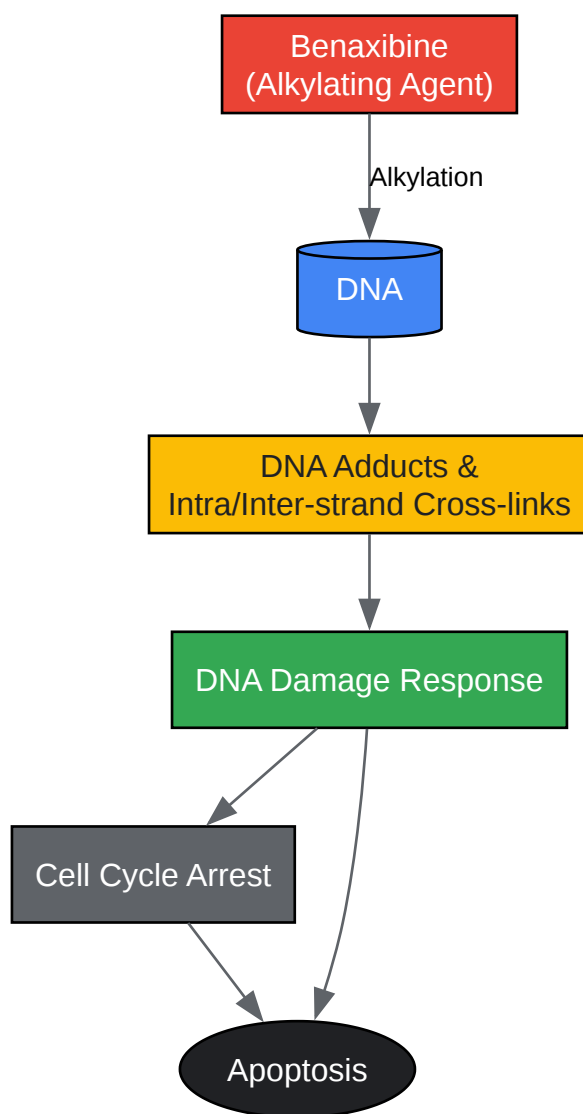 Benaxibine
(Alkylating Agent)
Alkylation
DNA
DNA Adducts &
Intra/Inter-strand Cross-links
DNA Damage Response
Cell Cycle Arrest
Apoptosis